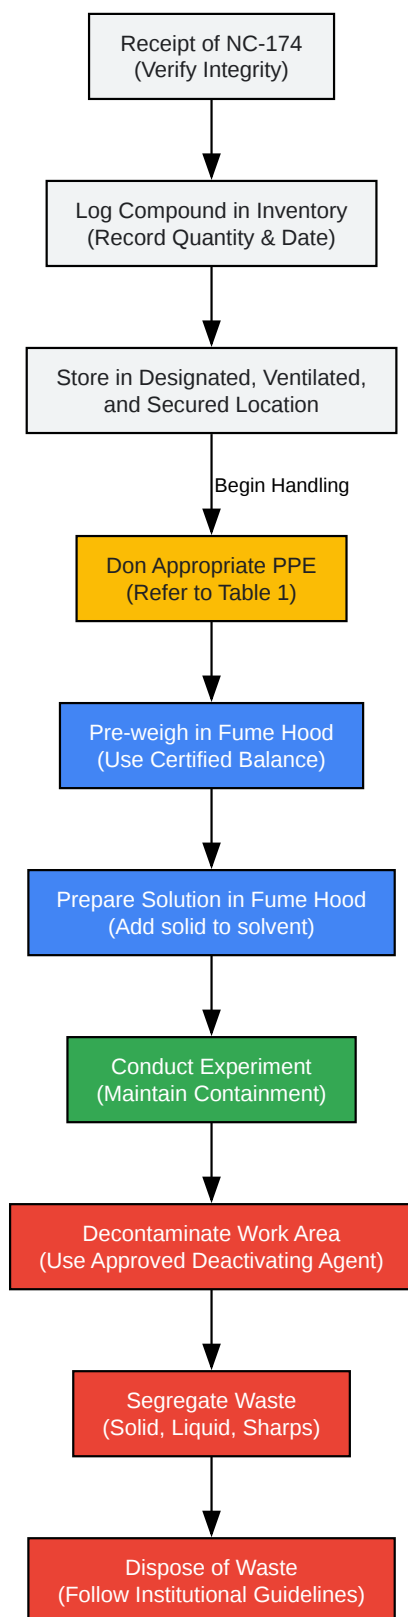 Receipt of NC-174
(Verify Integrity)
Log Compound in Inventory
(Record Quantity & Date)
Store in Designated, Ventilated,
and Secured Location
Begin Handling
Don Appropriate PPE
(Refer to Table 1)
Pre-weigh in Fume Hood
(Use Certified Balance)
Prepare Solution in Fume Hood
(Add solid to solvent)
Conduct Experiment
(Maintain Containment)
Decontaminate Work Area
(Use Approved Deactivating Agent)
Segregate Waste
(Solid, Liquid, Sharps)
Dispose of Waste
(Follow Institutional Guidelines)